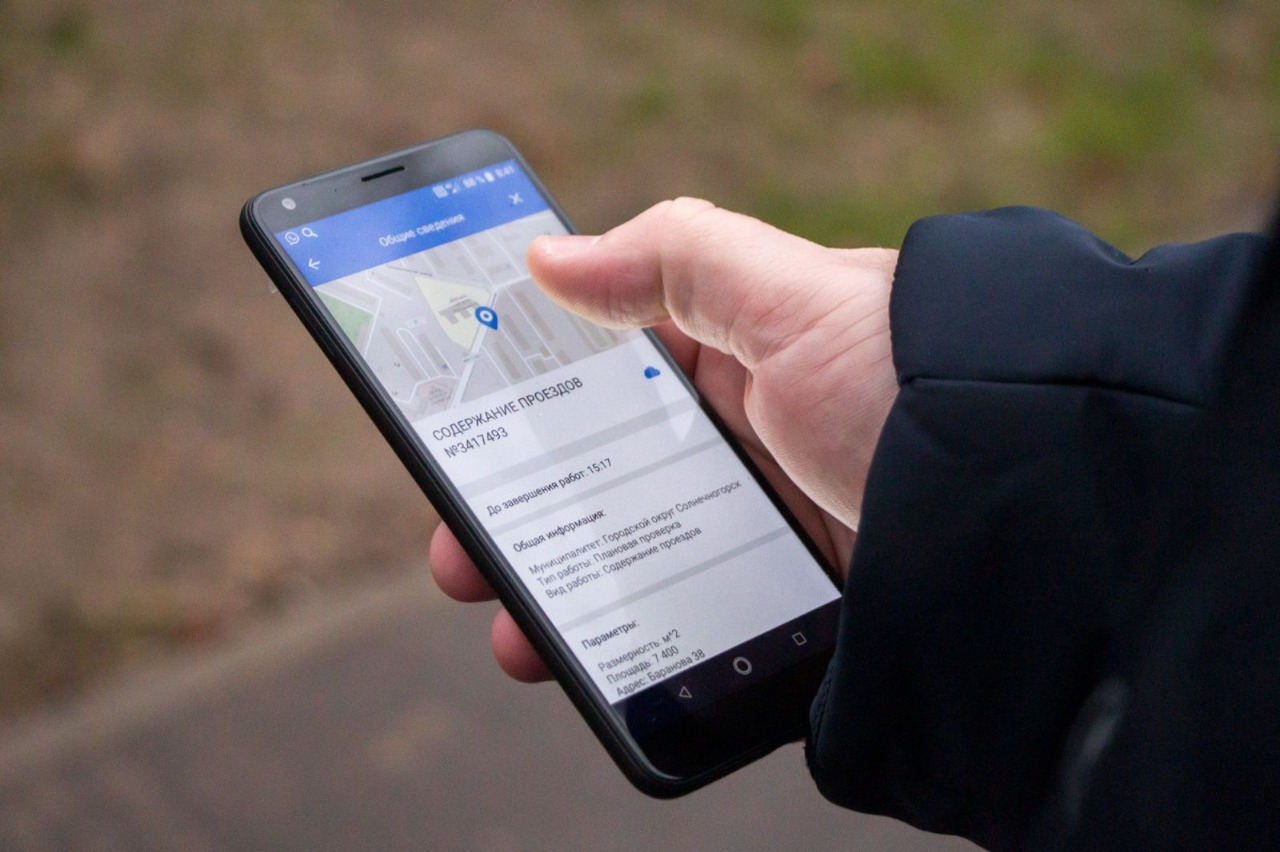 Общие сведения
СОДЕРЖАНИЕ ПРОЕЗДОВ
№3417493
До завершения работ: 15:17
Общая информация:
Муниципалитет: Городской округ Солнечногорск
Тип работы: Плановая проверка
Вид работы: Содержание проездов
Параметры:
Размерность: м^2
Площадь: 7 400
Адрес: Баранова 38